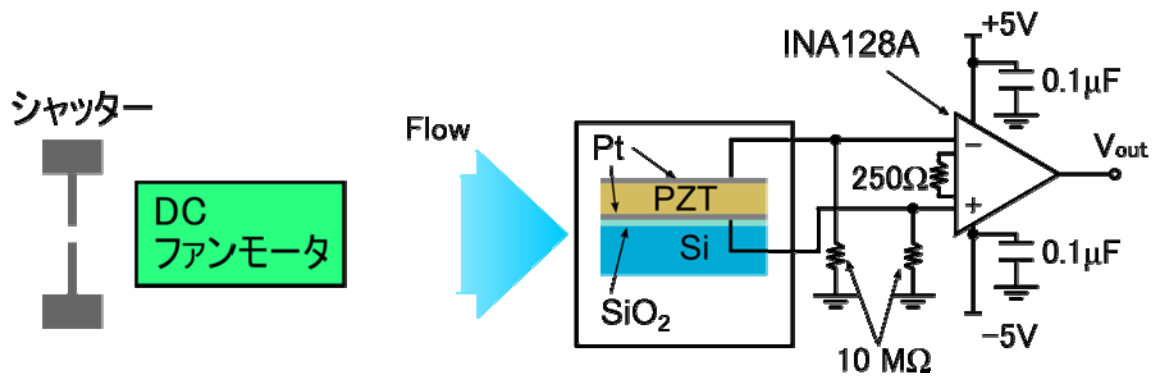 シャッター
DC
ファンモータ
Flow
Pt
PZT
Si
SiO₂
INA128A
+5V
0.1μF
−
250Ω
+
Vout
0.1μF
−5V
10 MΩ